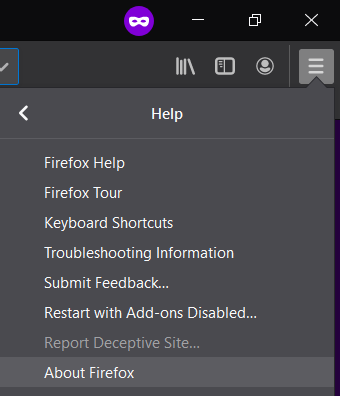 Help
Firefox Help
Firefox Tour
Keyboard Shortcuts
Troubleshooting Information
Submit Feedback...
Restart with Add-ons Disabled...
Report Deceptive Site...
About Firefox